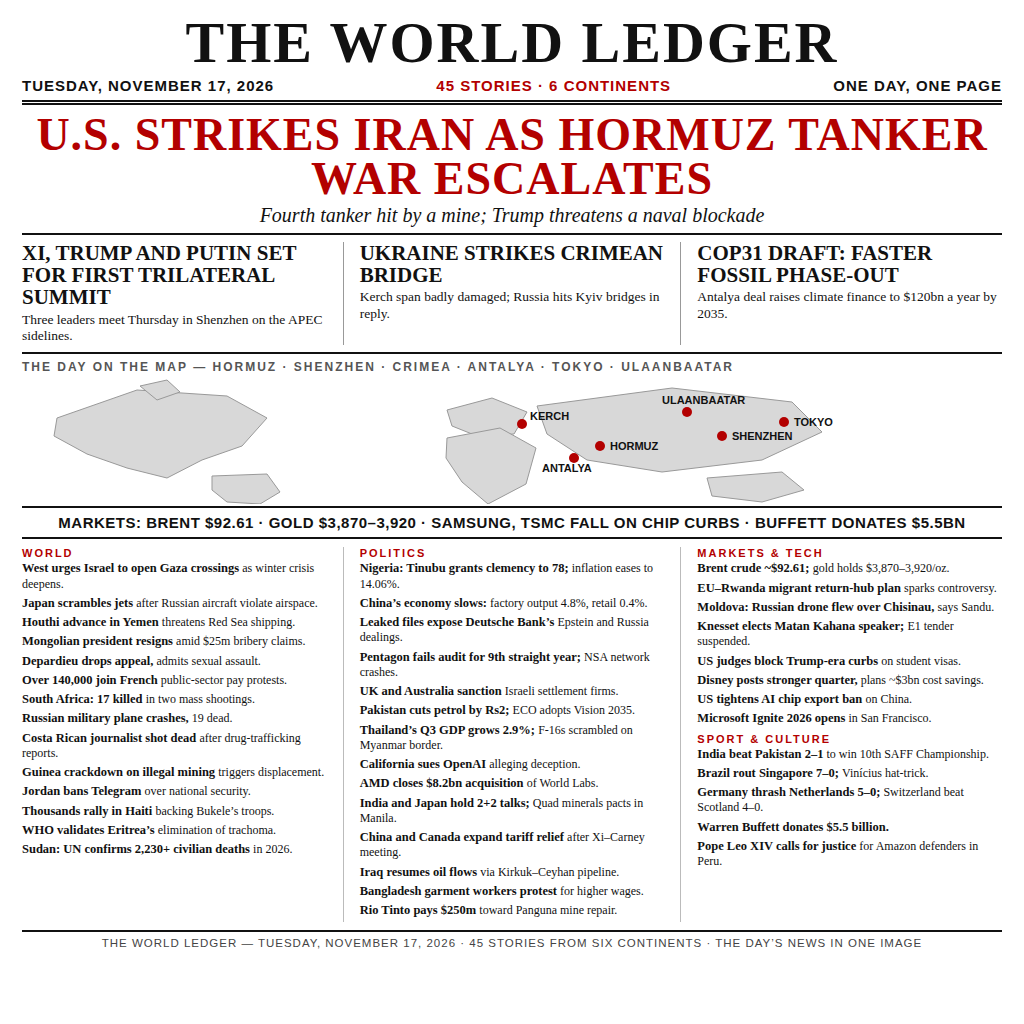 THE WORLD LEDGER
TUESDAY, NOVEMBER 17, 2026
45 STORIES · 6 CONTINENTS
ONE DAY, ONE PAGE
U.S. STRIKES IRAN AS HORMUZ TANKER
WAR ESCALATES
Fourth tanker hit by a mine; Trump threatens a naval blockade
XI, TRUMP AND PUTIN SET
FOR FIRST TRILATERAL
SUMMIT
Three leaders meet Thursday in Shenzhen on the APEC
sidelines.
UKRAINE STRIKES CRIMEAN
BRIDGE
Kerch span badly damaged; Russia hits Kyiv bridges in
reply.
COP31 DRAFT: FASTER
FOSSIL PHASE-OUT
Antalya deal raises climate finance to $120bn a year by
2035.
THE DAY ON THE MAP — HORMUZ · SHENZHEN · CRIMEA · ANTALYA · TOKYO · ULAANBAATAR
ULAANBAATAR
KERCH
TOKYO
SHENZHEN
HORMUZ
ANTALYA
MARKETS: BRENT $92.61 · GOLD $3,870–3,920 · SAMSUNG, TSMC FALL ON CHIP CURBS · BUFFETT DONATES $5.5BN
WORLD
West urges Israel to open Gaza crossings as winter crisis
deepens.
Japan scrambles jets after Russian aircraft violate airspace.
Houthi advance in Yemen threatens Red Sea shipping.
Mongolian president resigns amid $25m bribery claims.
Depardieu drops appeal, admits sexual assault.
Over 140,000 join French public-sector pay protests.
South Africa: 17 killed in two mass shootings.
Russian military plane crashes, 19 dead.
Costa Rican journalist shot dead after drug-trafficking
reports.
Guinea crackdown on illegal mining triggers displacement.
Jordan bans Telegram over national security.
Thousands rally in Haiti backing Bukele’s troops.
WHO validates Eritrea’s elimination of trachoma.
Sudan: UN confirms 2,230+ civilian deaths in 2026.
POLITICS
Nigeria: Tinubu grants clemency to 78; inflation eases to
14.06%.
China’s economy slows: factory output 4.8%, retail 0.4%.
Leaked files expose Deutsche Bank’s Epstein and Russia
dealings.
Pentagon fails audit for 9th straight year; NSA network
crashes.
UK and Australia sanction Israeli settlement firms.
Pakistan cuts petrol by Rs2; ECO adopts Vision 2035.
Thailand’s Q3 GDP grows 2.9%; F-16s scrambled on
Myanmar border.
California sues OpenAI alleging deception.
AMD closes $8.2bn acquisition of World Labs.
India and Japan hold 2+2 talks; Quad minerals pacts in
Manila.
China and Canada expand tariff relief after Xi–Carney
meeting.
Iraq resumes oil flows via Kirkuk–Ceyhan pipeline.
Bangladesh garment workers protest for higher wages.
Rio Tinto pays $250m toward Panguna mine repair.
MARKETS & TECH
Brent crude ~$92.61; gold holds $3,870–3,920/oz.
EU–Rwanda migrant return-hub plan sparks controversy.
Moldova: Russian drone flew over Chisinau, says Sandu.
Knesset elects Matan Kahana speaker; E1 tender
suspended.
US judges block Trump-era curbs on student visas.
Disney posts stronger quarter, plans ~$3bn cost savings.
US tightens AI chip export ban on China.
Microsoft Ignite 2026 opens in San Francisco.
SPORT & CULTURE
India beat Pakistan 2–1 to win 10th SAFF Championship.
Brazil rout Singapore 7–0; Vinícius hat-trick.
Germany thrash Netherlands 5–0; Switzerland beat
Scotland 4–0.
Warren Buffett donates $5.5 billion.
Pope Leo XIV calls for justice for Amazon defenders in
Peru.
THE WORLD LEDGER — TUESDAY, NOVEMBER 17, 2026 · 45 STORIES FROM SIX CONTINENTS · THE DAY’S NEWS IN ONE IMAGE